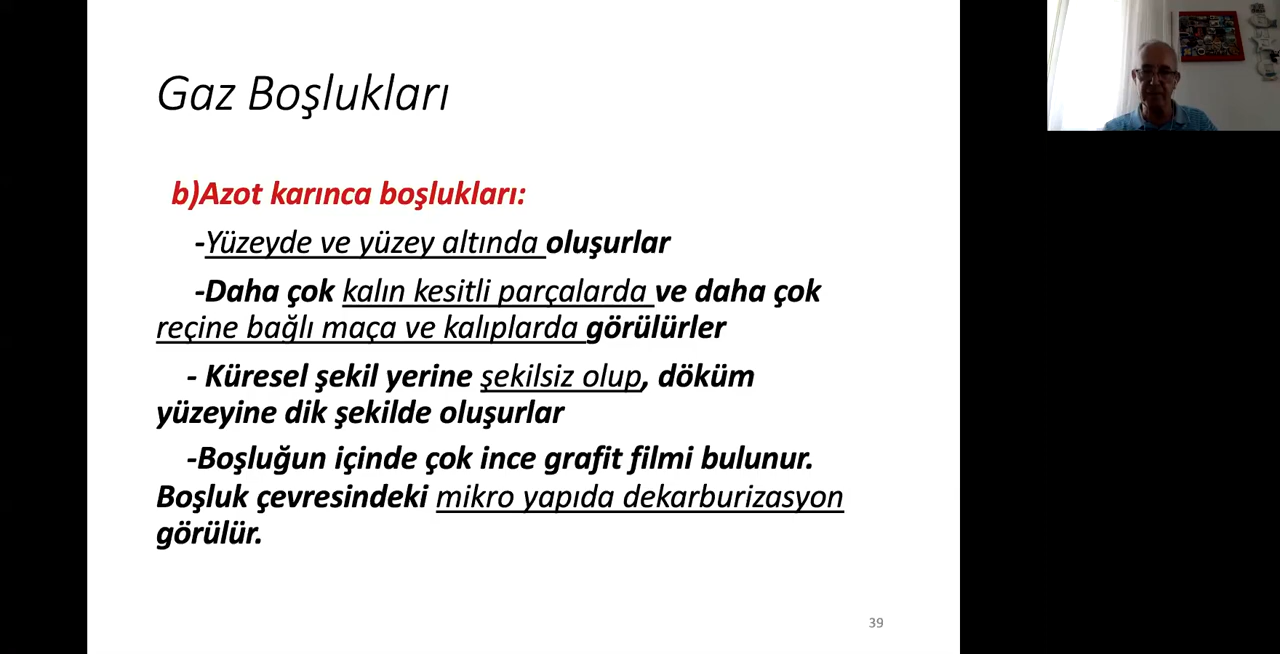 Gaz Boşlukları
b)Azot karınca boşlukları:
-Yüzeyde ve yüzey altında oluşurlar
-Daha çok kalın kesitli parçalarda ve daha çok
reçine bağlı maça ve kalıplarda görülürler
- Küresel şekil yerine şekilsiz olup, döküm
yüzeyine dik şekilde oluşurlar
-Boşluğun içinde çok ince grafit filmi bulunur.
Boşluk çevresindeki mikro yapıda dekarburizasyon
görülür.
39